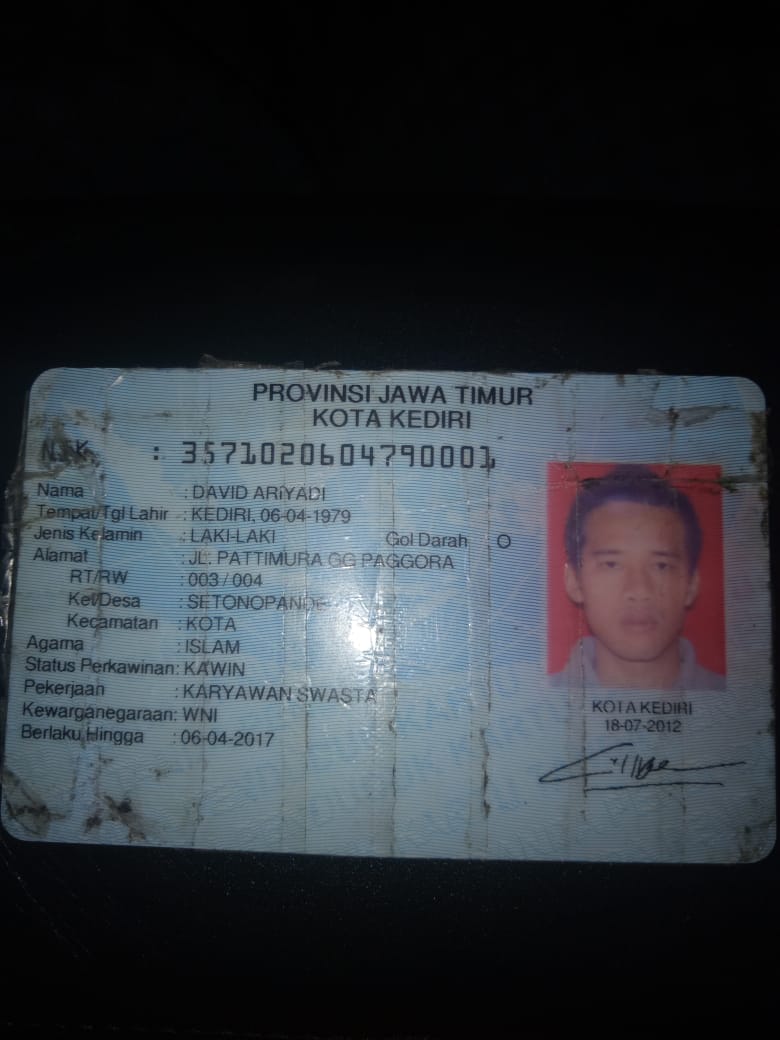 PROVINSI JAWA TIMUR
KOTA KEDIRI
NIK : 3571020604790001
Nama : DAVID ARIYADI
Tempat/Tgl Lahir : KEDIRI, 06-04-1979
Jenis Kelamin : LAKI-LAKI Gol Darah O
Alamat : JL. PATTIMURA GG PAGGORA
RT/RW : 003 / 004
Kel/Desa : SETONOPANDE
Kecamatan : KOTA
Agama : ISLAM
Status Perkawinan: KAWIN
Pekerjaan : KARYAWAN SWASTA
Kewarganegaraan: WNI
Berlaku Hingga : 06-04-2017
KOTA KEDIRI
18-07-2012